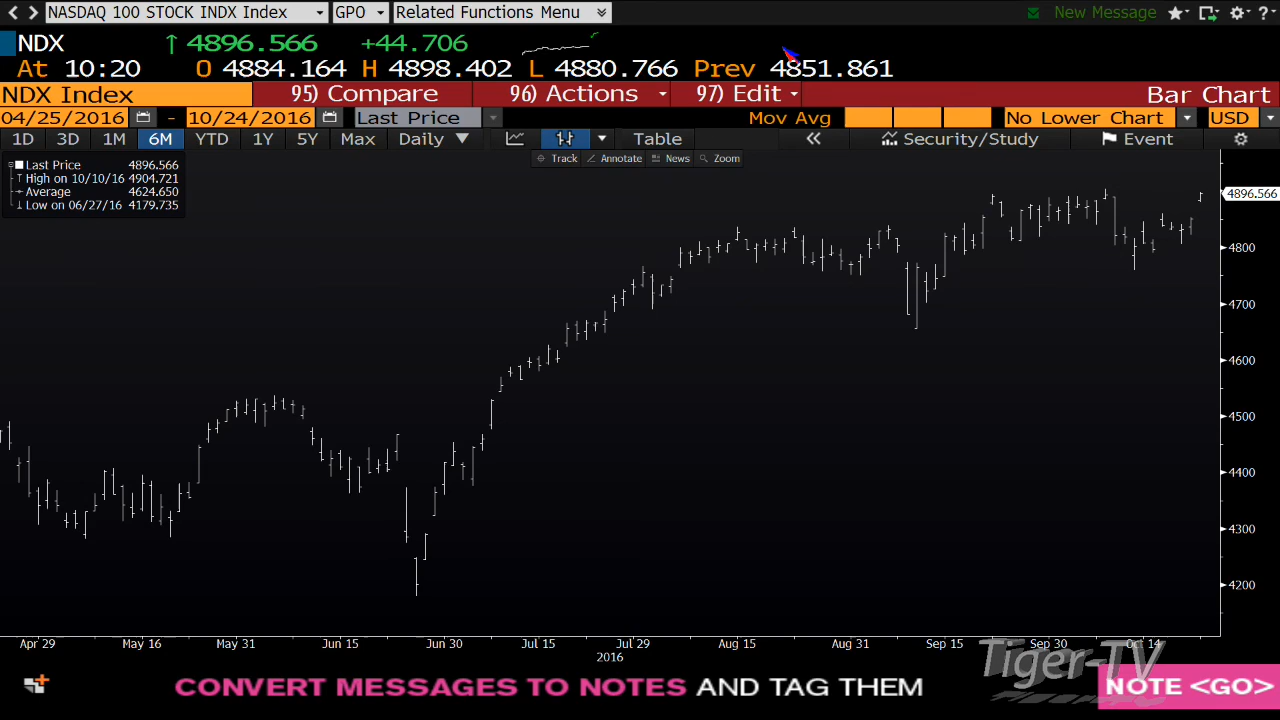 NASDAQ 100 STOCK INDX Index GPO Related Functions Menu New Message
NDX 4896.566 +44.706
At 10:20 O 4884.164 H 4898.402 L 4880.766 Prev 4851.861
NDX Index 95) Compare 96) Actions 97) Edit Bar Chart
04/25/2016 - 10/24/2016 Last Price Mov Avg No Lower Chart USD
1D 3D 1M 6M YTD 1Y 5Y Max Daily Table Security/Study Event
Track Annotate News Zoom
Last Price 4896.566
High on 10/10/16 4904.721
Average 4624.650
Low on 06/27/16 4179.735
4896.566
4800
4700
4600
4500
4400
4300
4200
Apr 29 May 16 May 31 Jun 15 Jun 30 Jul 15 Jul 29 Aug 15 Aug 31 Sep 15 Sep 30 Oct 14
2016
Tiger-TV
CONVERT MESSAGES TO NOTES AND TAG THEM NOTE <GO>